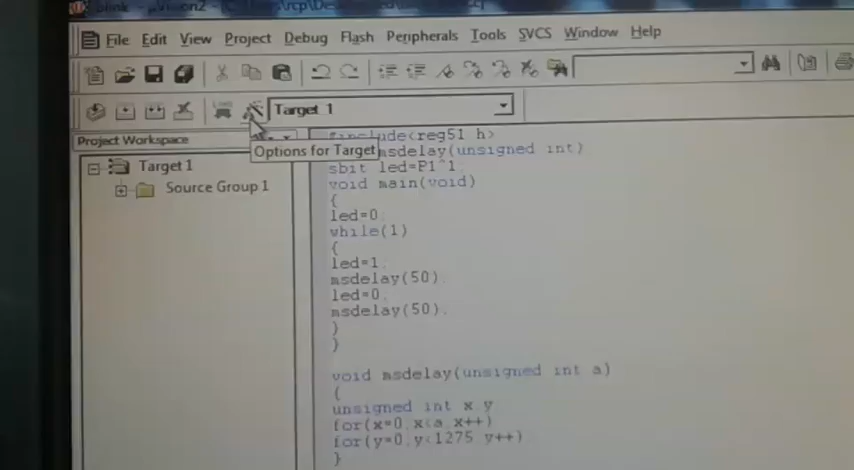 File Edit View Project Debug Flash Peripherals Tools SVCS Window Help
Target 1
Project Workspace
Options for Target
Target 1
Source Group 1
#include<reg51 h>
msdelay(unsigned int)
sbit led=P1^1
void main(void)
{
led=0
while(1)
{
led=1
msdelay(50).
led=0
msdelay(50).
}
}
void msdelay(unsigned int a)
{
unsigned int x y
for(x=0 x<a x++)
for(y=0 y<1275 y++)
}